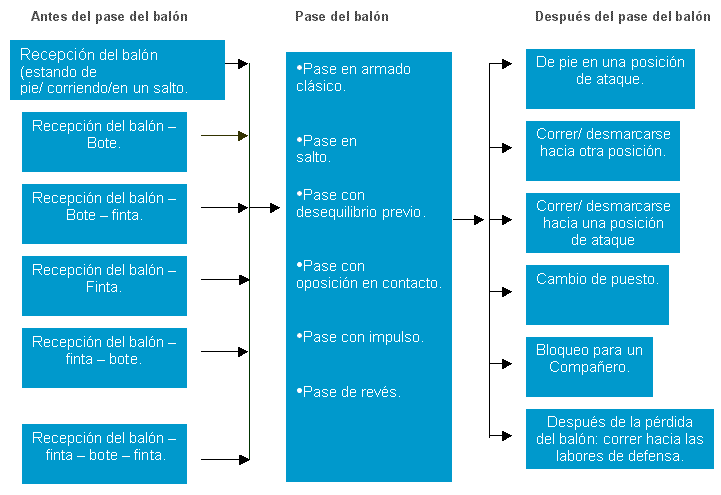 Antes del pase del balón
Pase del balón
Después del pase del balón
Recepción del balón
(estando de
pie/ corriendo/en un salto.
Recepción del balón –
Bote.
Recepción del balón –
Bote – finta.
Recepción del balón –
Finta.
Recepción del balón –
finta – bote.
Recepción del balón –
finta – bote – finta.
•Pase en armado
clásico.
•Pase en
salto.
•Pase con
desequilibrio previo.
•Pase con
oposición en contacto.
•Pase con impulso.
•Pase de revés.
De pie en una posición
de ataque.
Correr/ desmarcarse
hacia otra posición.
Correr/ desmarcarse
hacia una posición
de ataque
Cambio de puesto.
Bloqueo para un
Compañero.
Después de la pérdida
del balón: correr hacia las
labores de defensa.